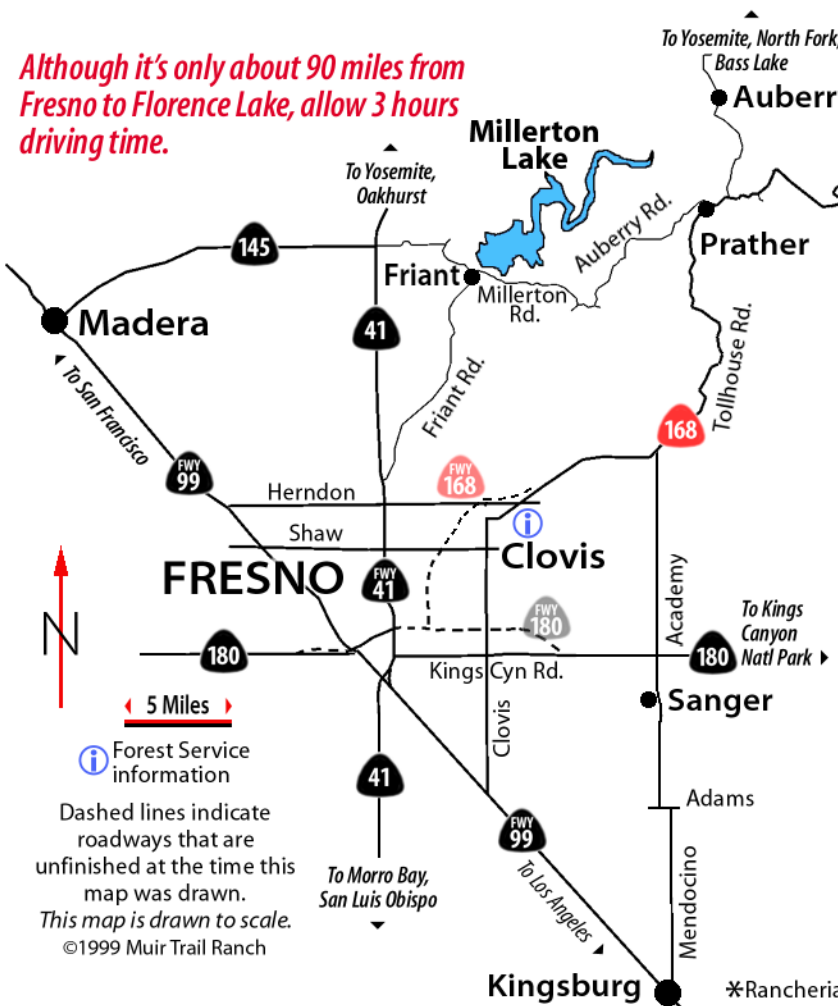 To Yosemite, North Fork,
Bass Lake
Although it's only about 90 miles from
Fresno to Florence Lake, allow 3 hours
driving time.
Auberr
Millerton
Lake
To Yosemite,
Oakhurst
Auberry Rd.
Prather
145
Friant
Millerton
Rd.
Madera
41
Tollhouse Rd.
To San Francisco
Friant Rd.
168
FWY
99
FWY
168
Herndon
Shaw
Clovis
FRESNO
FWY
41
N
FWY
180
Academy
To Kings
Canyon
Natl Park
180
180
Kings Cyn Rd.
Sanger
5 Miles
Clovis
Forest Service
information
41
Adams
Dashed lines indicate
roadways that are
unfinished at the time this
map was drawn.
This map is drawn to scale.
©1999 Muir Trail Ranch
FWY
99
To Morro Bay,
San Luis Obispo
To Los Angeles
Mendocino
Kingsburg
*Rancheria